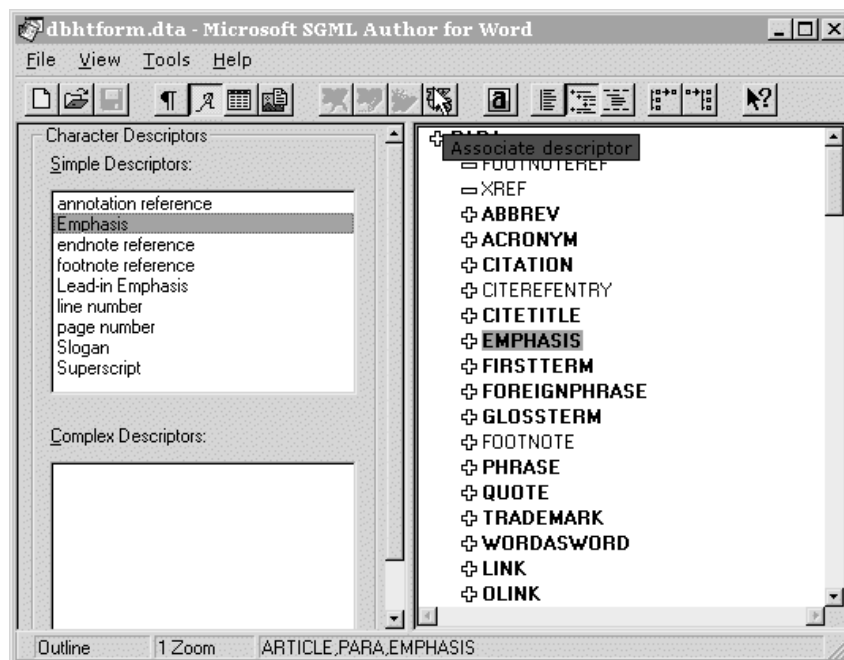 dbhtform.dta - Microsoft SGML Author for Word
File View Tools Help
Character Descriptors
Simple Descriptors:
annotation reference
Emphasis
endnote reference
footnote reference
Lead-in Emphasis
line number
page number
Slogan
Superscript
Complex Descriptors:
Associate descriptor
FOOTNOTEREF
XREF
ABBREV
ACRONYM
CITATION
CITEREFENTRY
CITETITLE
EMPHASIS
FIRSTTERM
FOREIGNPHRASE
GLOSSTERM
FOOTNOTE
PHRASE
QUOTE
TRADEMARK
WORDASWORD
LINK
OLINK
Outline 1 Zoom ARTICLE,PARA,EMPHASIS